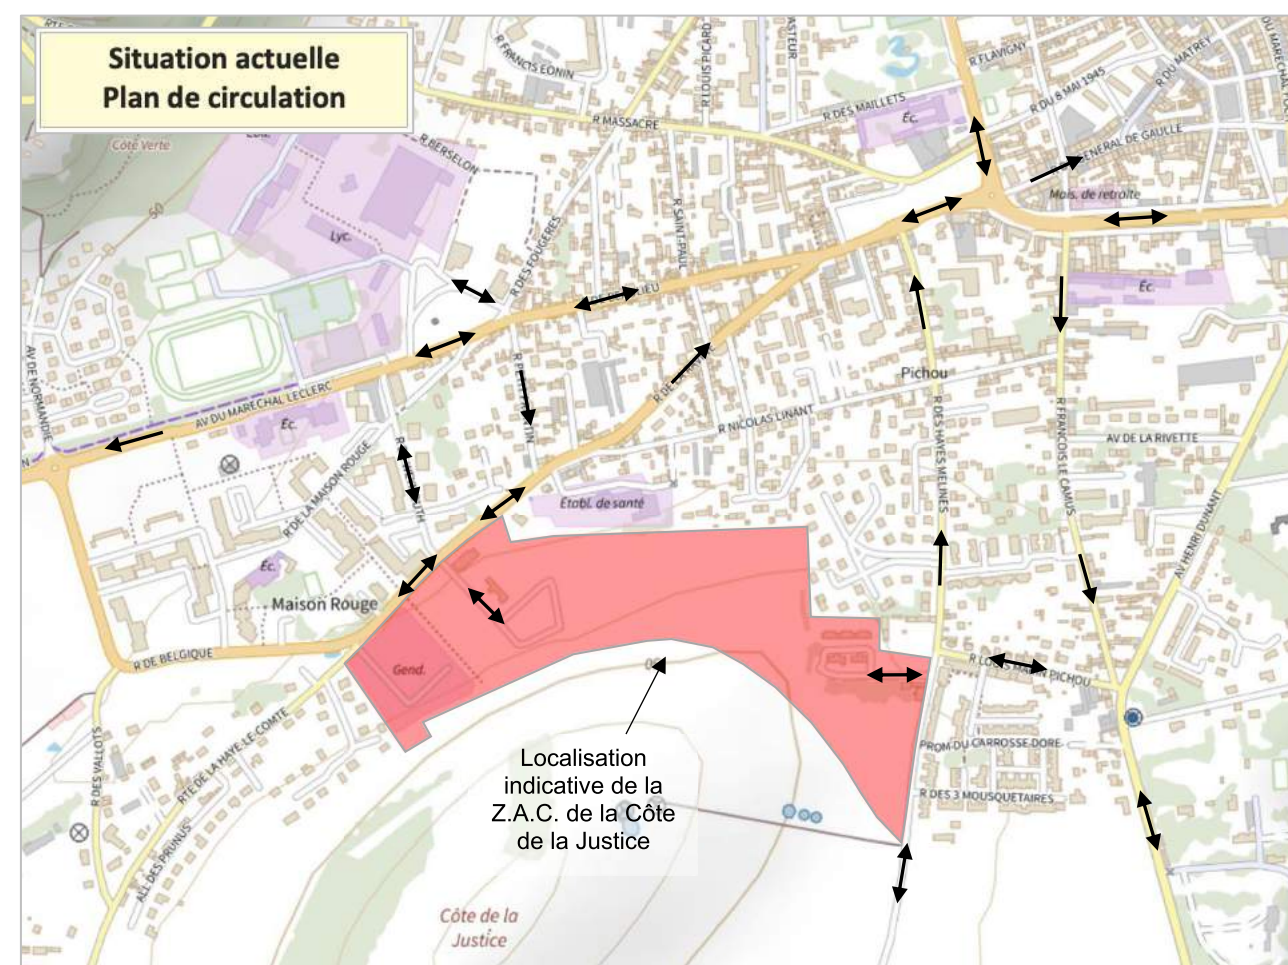 Situation actuelle
Plan de circulation
R FRANCIS EONIN
R LOUIS PICARD
R FLAVIGNY
R DU 8 MAI 1945
R DU MATREY
R DES MAILLETS
Éc.
R MASSACRE
GENERAL DE GAULLE
Côte Verte
R BERSELON
50
Mais. de retraite
Lyc.
R DES FOUGERES
R SAINT-PAUL
Éc.
AV DE NORMANDIE
Pichou
AV DU MARECHAL LECLERC
Éc.
R NICOLAS LINANT
R DES HAYES MELINES
R FRANCOIS LE CAMUS
AV DE LA RIVETTE
R DE LA MAISON ROUGE
Établ. de santé
AV HENRI DUNANT
Éc.
Maison Rouge
R DE BELGIQUE
Gend.
PICHOU
RTE DE LA HAYE-LE-COMTE
R DES VALLOTS
PROM DU CARROSSE DORE
R DES 3 MOUSQUETAIRES
ALL DES PRUNUS
Localisation
indicative de la
Z.A.C. de la Côte
de la Justice
Côte de la
Justice